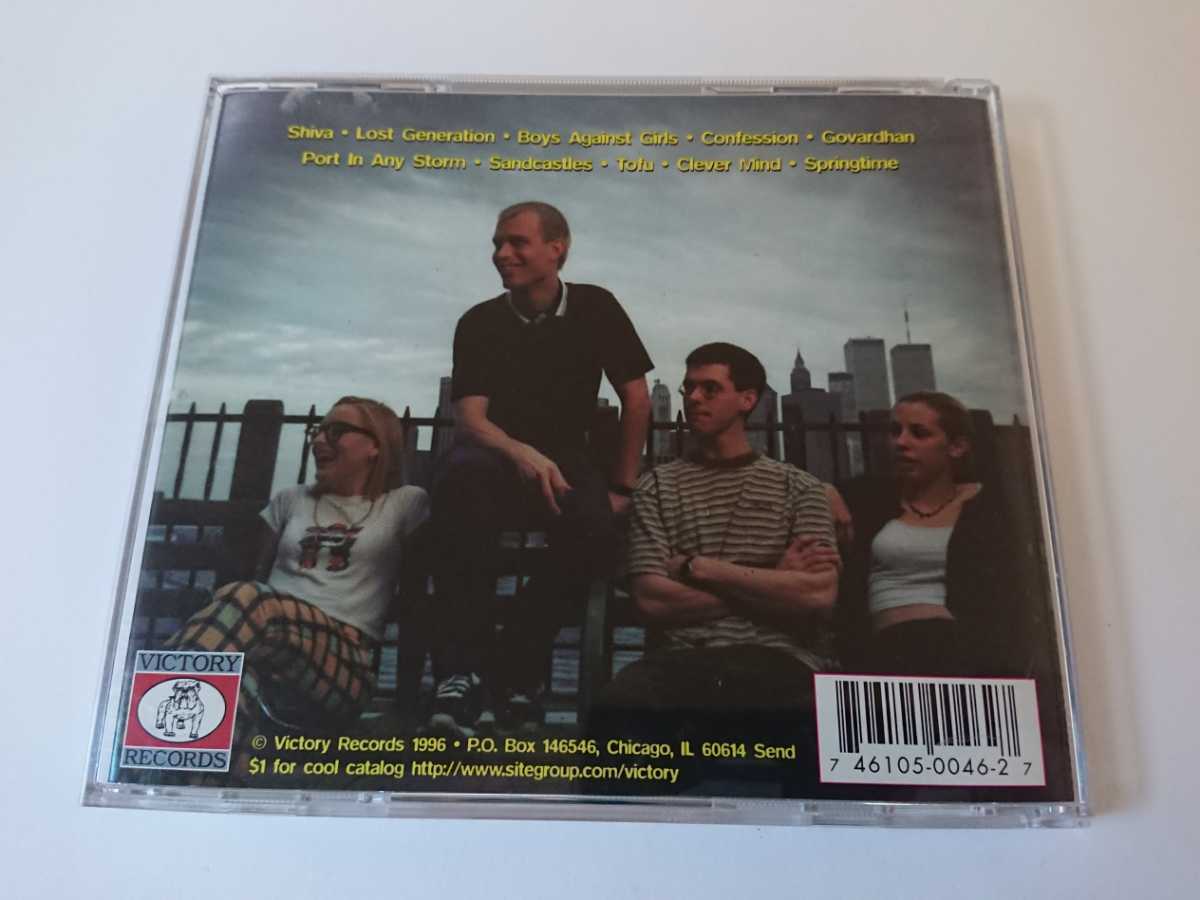 Shiva • Lost Generation • Boys Against Girls • Confession • Govardhan
Port In Any Storm • Sandcastles • Tofu • Clever Mind • Springtime
VICTORY
RECORDS
© Victory Records 1996 • P.O. Box 146546, Chicago, IL 60614 Send
$1 for cool catalog http://www.sitegroup.com/victory
7 46105-0046-2 7